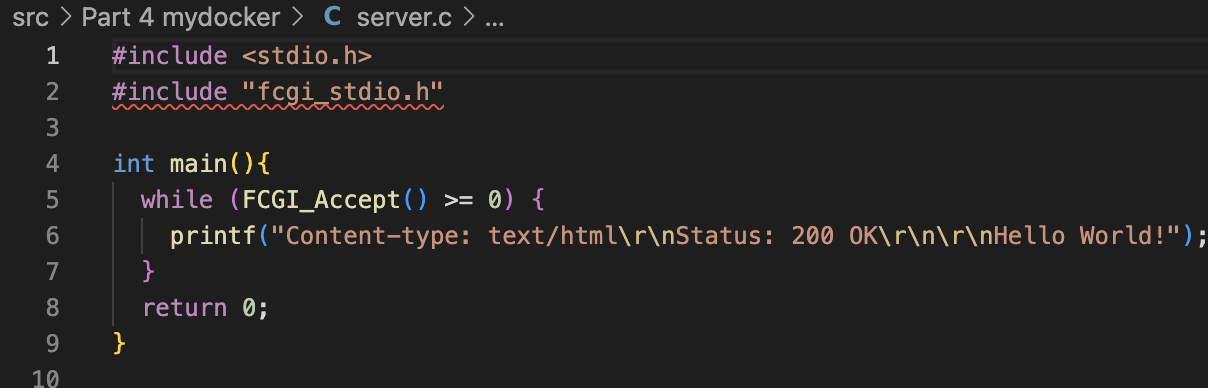 src > Part 4 mydocker > C server.c > ...
1 #include <stdio.h>
2 #include "fcgi_stdio.h"
3
4 int main(){
5   while (FCGI_Accept() >= 0) {
6     printf("Content-type: text/html\r\nStatus: 200 OK\r\n\r\nHello World!");
7   }
8   return 0;
9 }
10